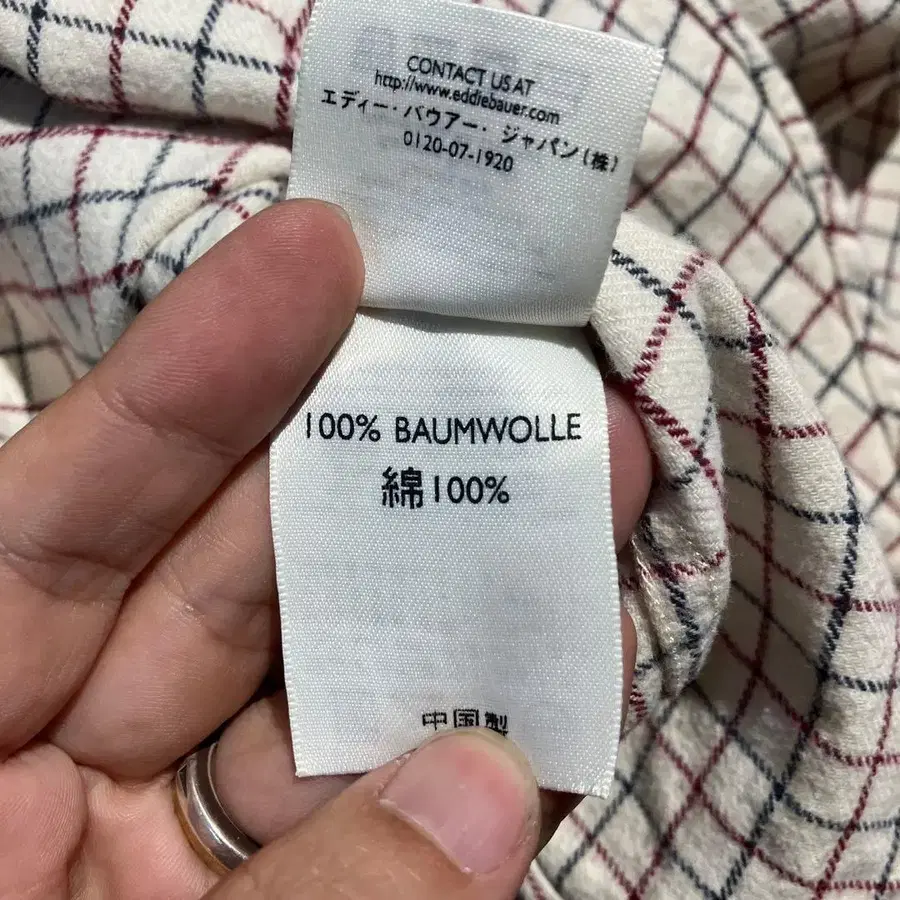 CONTACT US AT
http://www.eddiebauer.com
エディー・バウアー・ジャパン(株)
0120-07-1920
100% BAUMWOLLE
綿100%
中国製